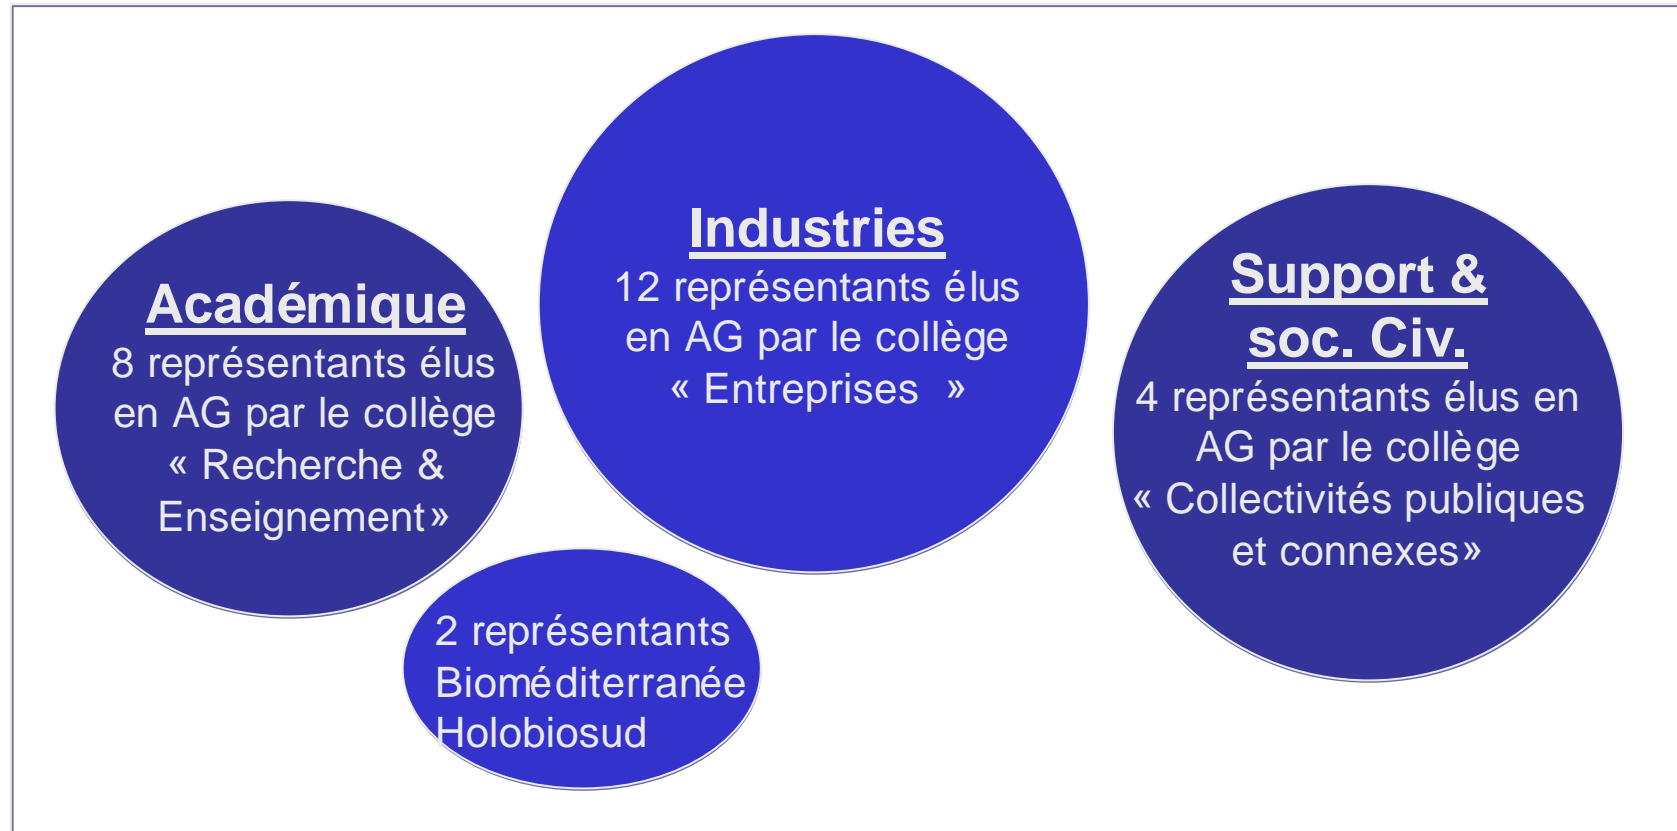 Académique
8 représentants élus
en AG par le collège
« Recherche &
Enseignement»
Industries
12 représentants élus
en AG par le collège
« Entreprises »
Support &
soc. Civ.
4 représentants élus en
AG par le collège
« Collectivités publiques
et connexes»
2 représentants
Bioméditerranée
Holobiosud